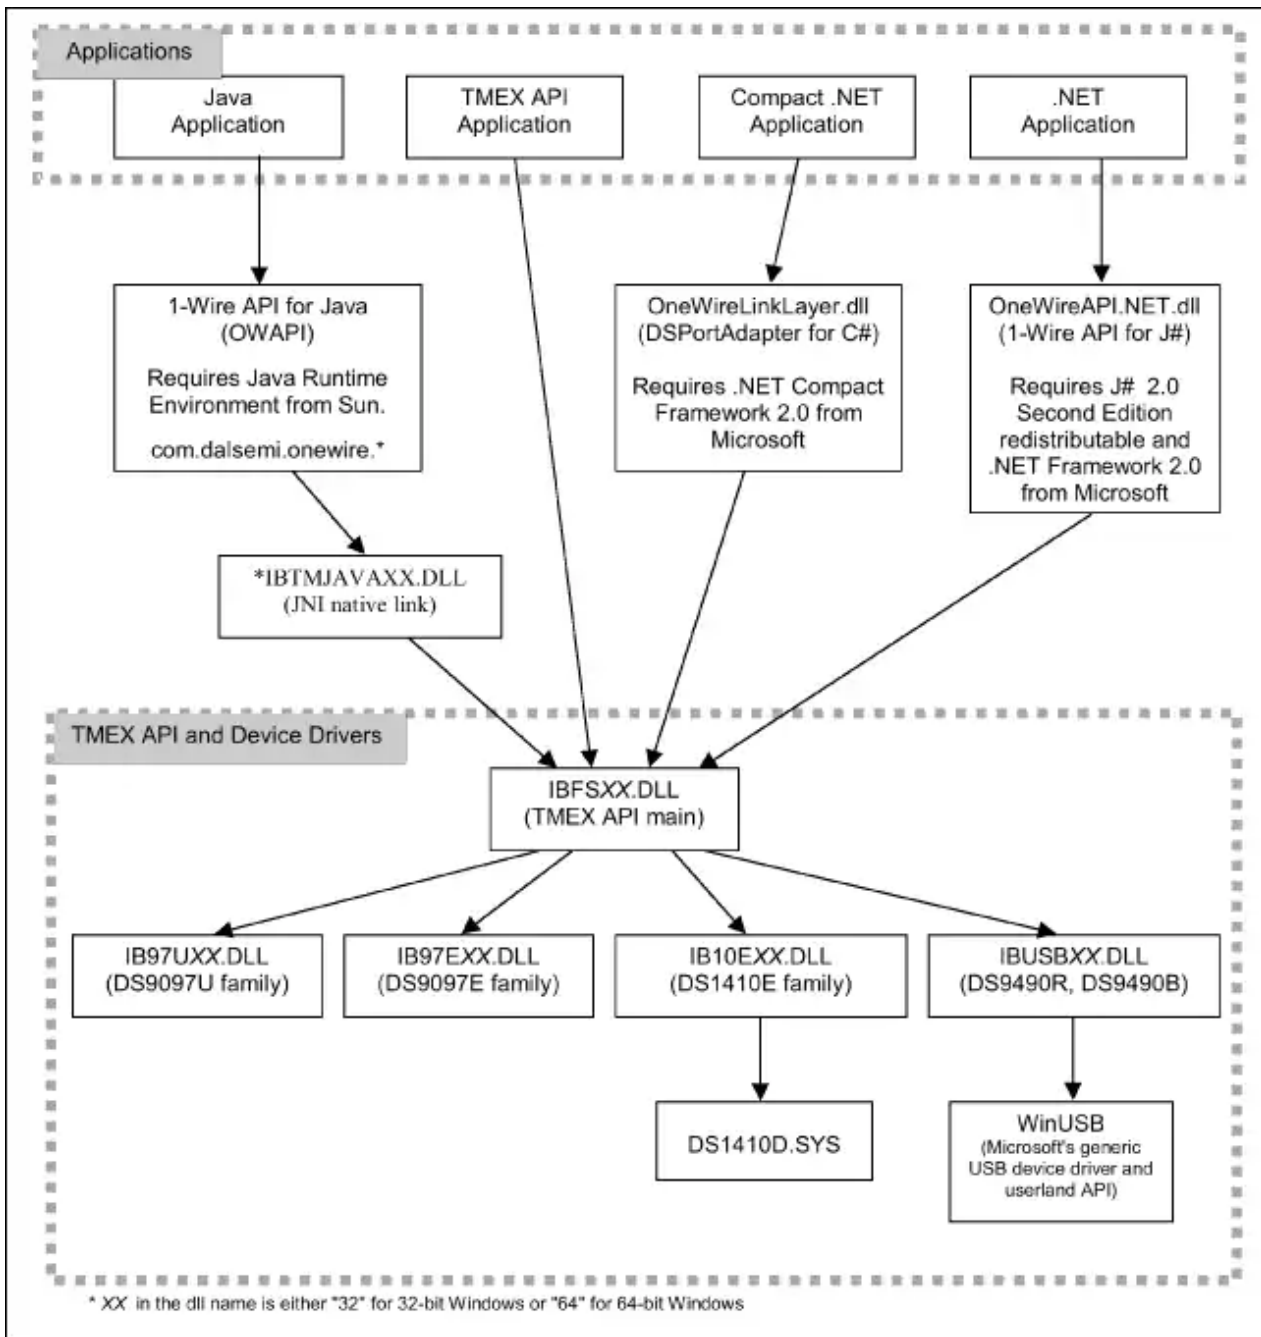 Applications
Java
Application
TMEX API
Application
Compact .NET
Application
.NET
Application
1-Wire API for Java
(OWAPI)
Requires Java Runtime
Environment from Sun.
com.dalsemi.onewire.*
OneWireLinkLayer.dll
(DSPortAdapter for C#)
Requires .NET Compact
Framework 2.0 from
Microsoft
OneWireAPI.NET.dll
(1-Wire API for J#)
Requires J#  2.0
Second Edition
redistributable and
.NET Framework 2.0
from Microsoft
*IBTMJAVAXX.DLL
(JNI native link)
TMEX API and Device Drivers
IBFSXX.DLL
(TMEX API main)
IB97UXX.DLL
(DS9097U family)
IB97EXX.DLL
(DS9097E family)
IB10EXX.DLL
(DS1410E family)
IBUSBXX.DLL
(DS9490R, DS9490B)
DS1410D.SYS
WinUSB
(Microsoft's generic
USB device driver and
userland API)
* XX in the dll name is either "32" for 32-bit Windows or "64" for 64-bit Windows